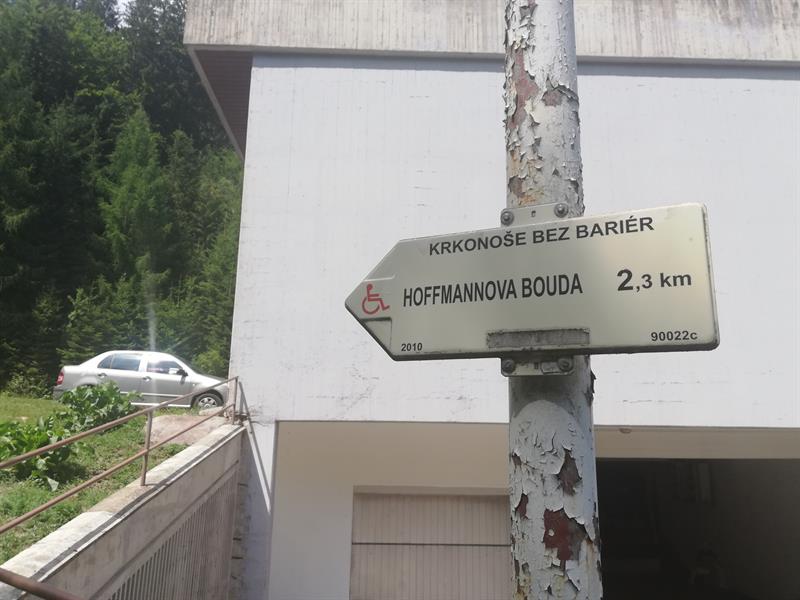 KRKONOŠE BEZ BARIÉR
HOFFMANNOVA BOUDA 2,3 km
2010 90022c